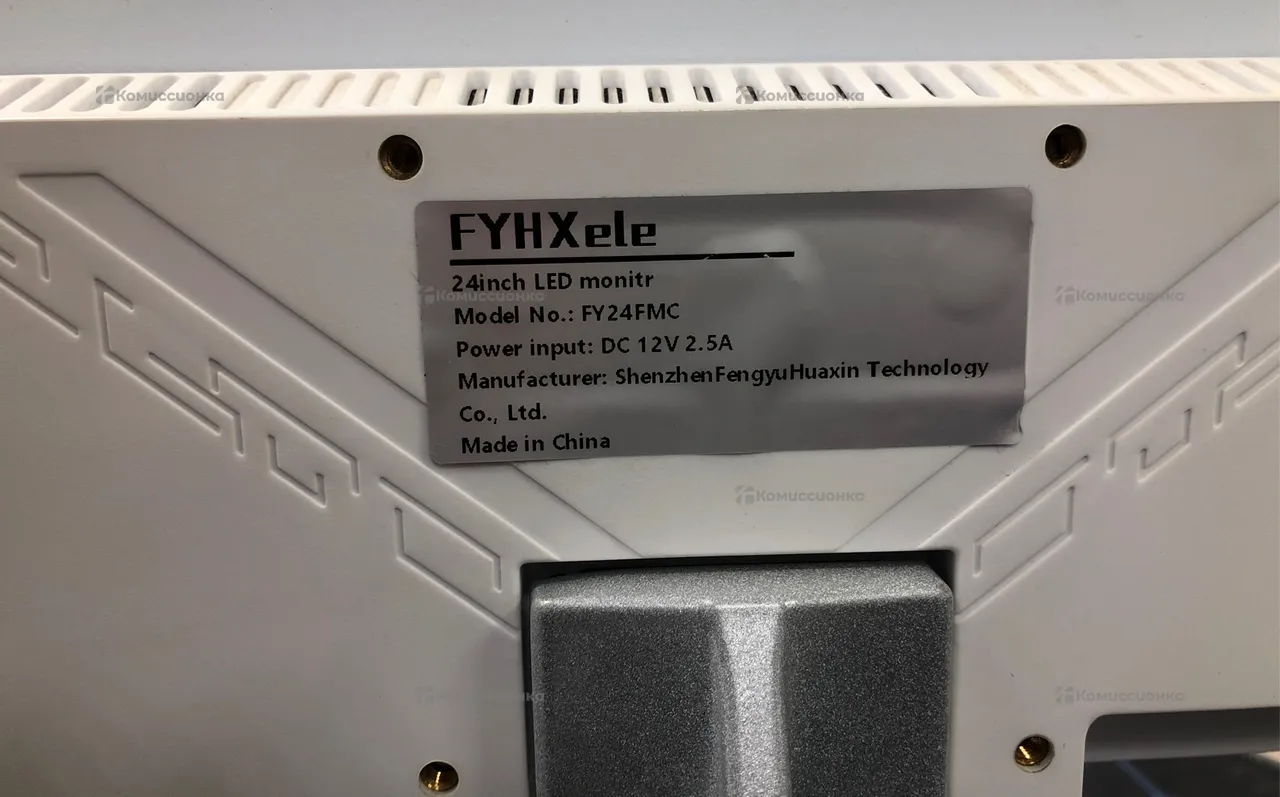 Комиссионка
Комиссионка
FYHXele
24inch LED monitr
Комиссионка
Комиссионка
Model No.: FY24FMC
Power input: DC 12V 2.5A
Manufacturer: ShenzhenFengyuHuaxin Technology
Co., Ltd.
Made in China
Комиссионка
Комиссионка
Комиссионка